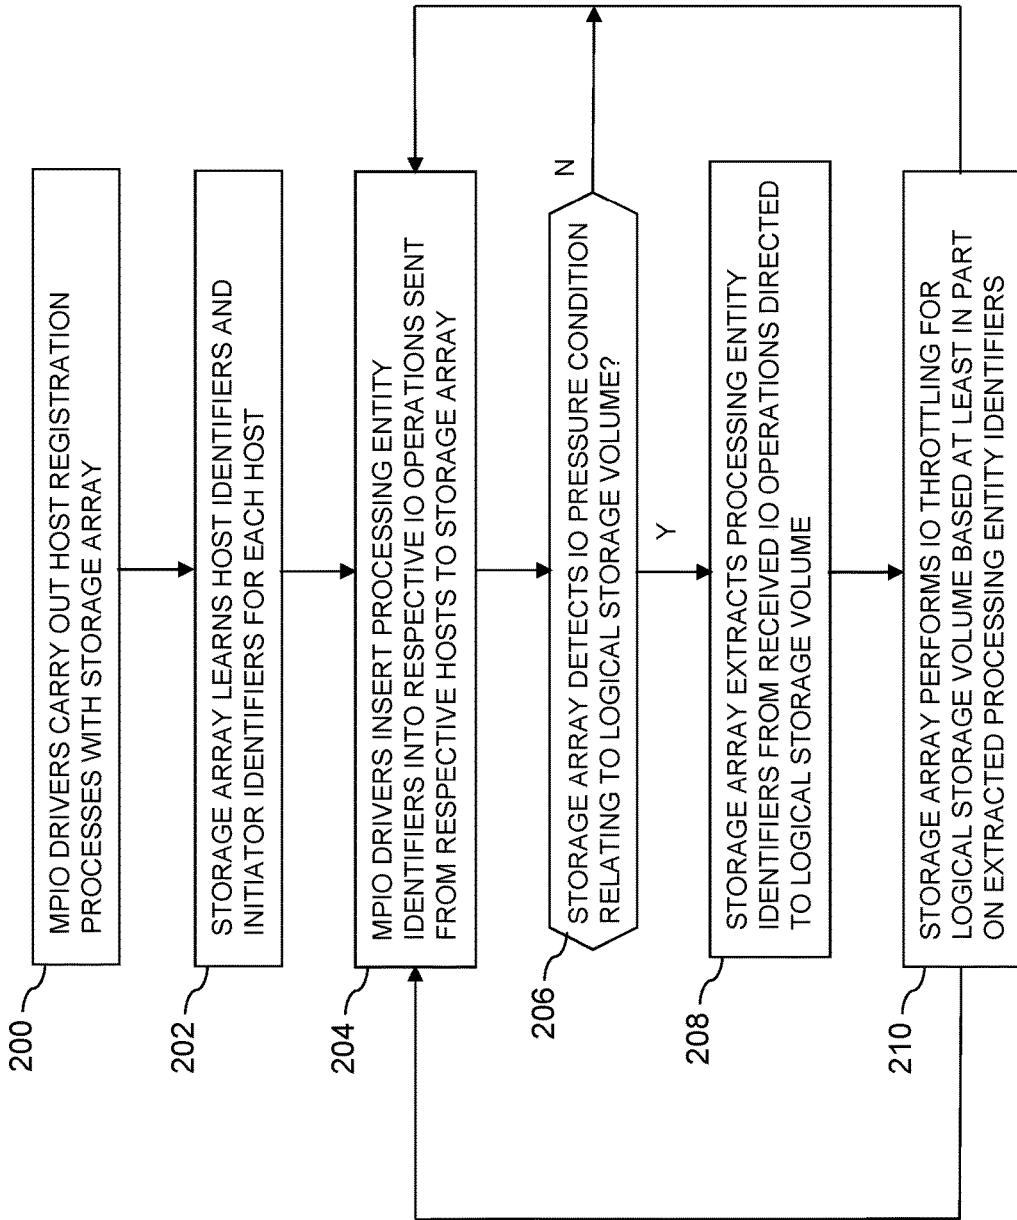 200
MPIO DRIVERS CARRY OUT HOST REGISTRATION
PROCESSES WITH STORAGE ARRAY
202
STORAGE ARRAY LEARNS HOST IDENTIFIERS AND
INITIATOR IDENTIFIERS FOR EACH HOST
204
MPIO DRIVERS INSERT PROCESSING ENTITY
IDENTIFIERS INTO RESPECTIVE IO OPERATIONS SENT
FROM RESPECTIVE HOSTS TO STORAGE ARRAY
206
STORAGE ARRAY DETECTS IO PRESSURE CONDITION
RELATING TO LOGICAL STORAGE VOLUME?
N
Y
208
STORAGE ARRAY EXTRACTS PROCESSING ENTITY
IDENTIFIERS FROM RECEIVED IO OPERATIONS DIRECTED
TO LOGICAL STORAGE VOLUME
210
STORAGE ARRAY PERFORMS IO THROTTLING FOR
LOGICAL STORAGE VOLUME BASED AT LEAST IN PART
ON EXTRACTED PROCESSING ENTITY IDENTIFIERS